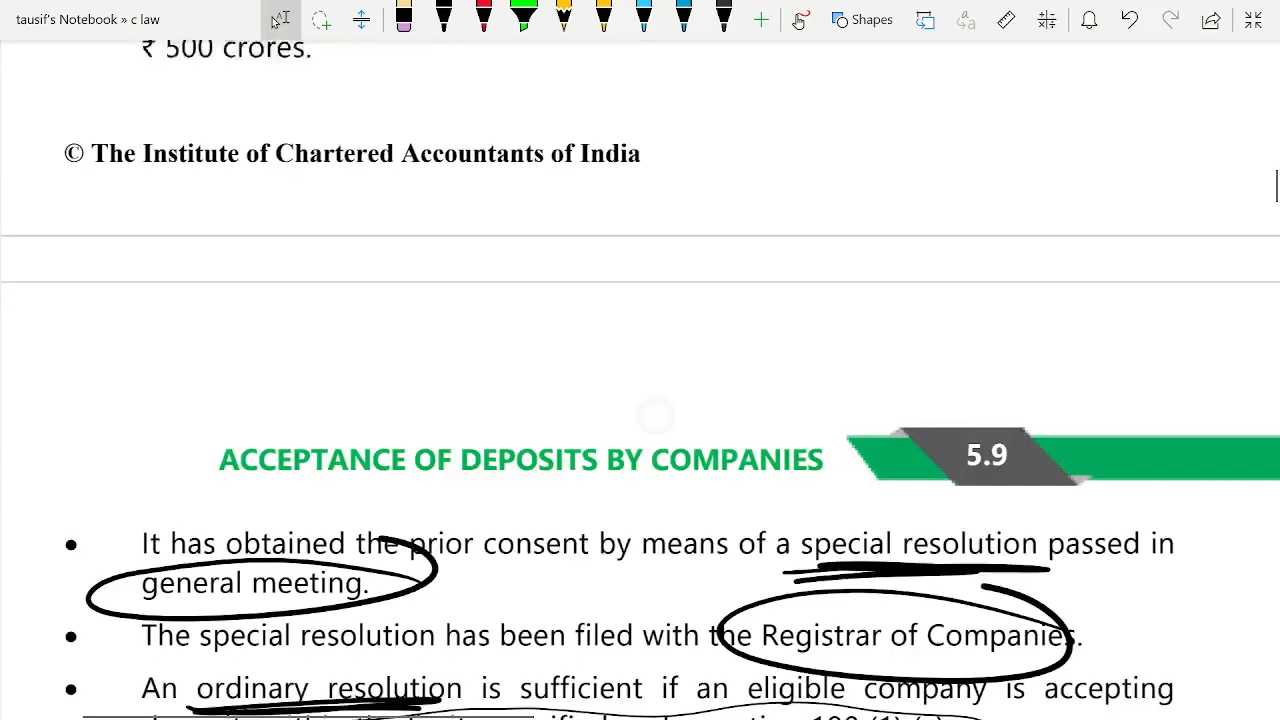 tausif's Notebook » c law
Shapes
₹ 500 crores.
© The Institute of Chartered Accountants of India
ACCEPTANCE OF DEPOSITS BY COMPANIES
5.9
• It has obtained the prior consent by means of a special resolution passed in
general meeting.
• The special resolution has been filed with the Registrar of Companies.
• An ordinary resolution is sufficient if an eligible company is accepting